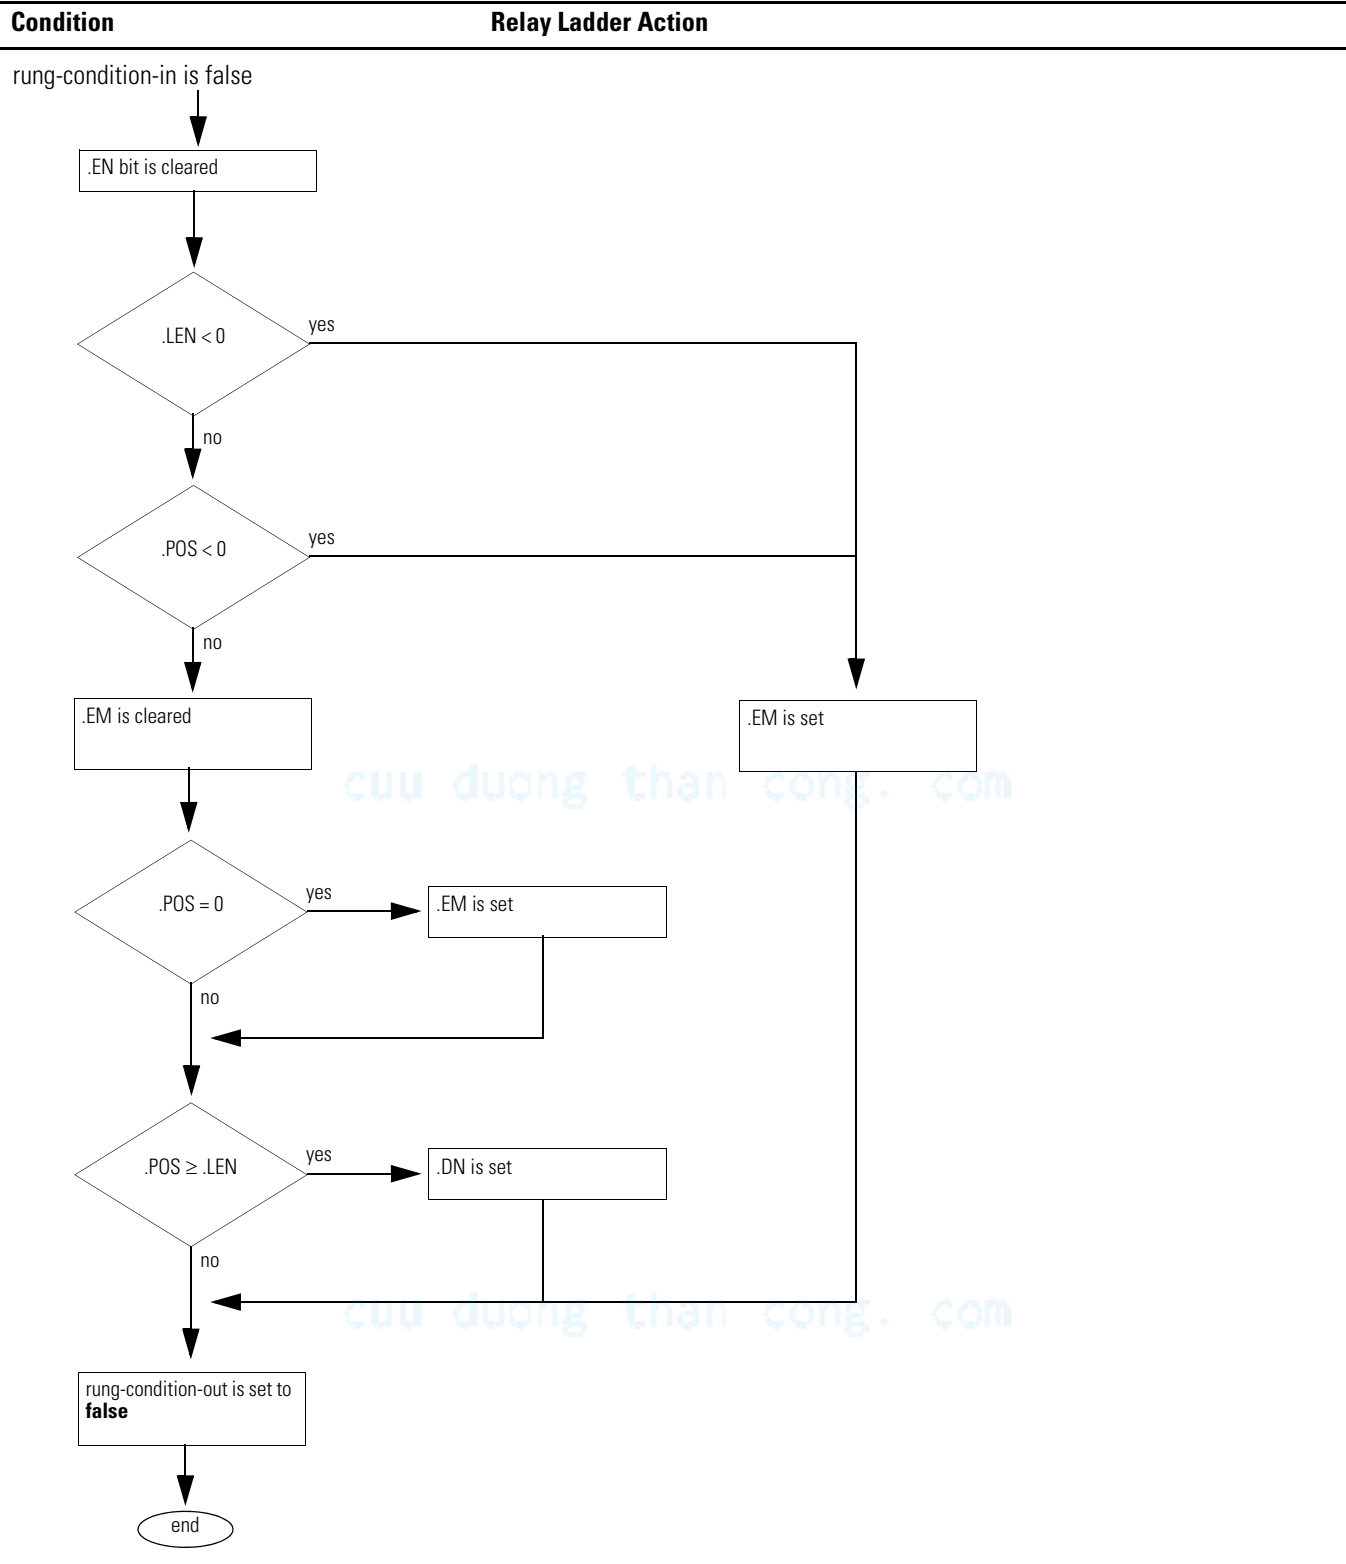 Condition Relay Ladder Action
rung-condition-in is false
.EN bit is cleared
.LEN < 0
yes
no
.POS < 0
yes
no
.EM is cleared
.EM is set
cuu duong than cong. com
.POS = 0
yes
.EM is set
no
.POS ≥ .LEN
yes
.DN is set
no
cuu duong than cong. com
rung-condition-out is set to
false
end